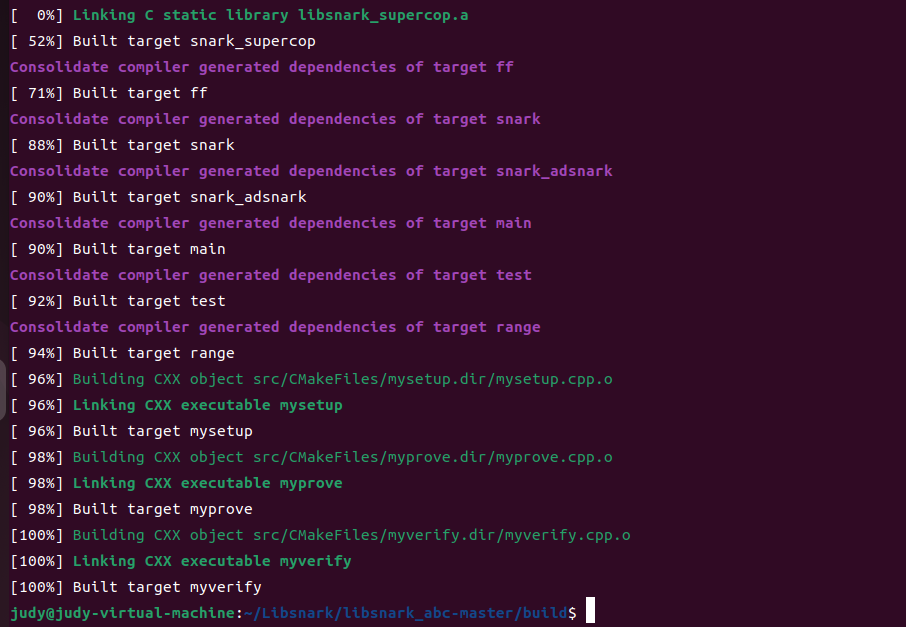 [  0%] Linking C static library libsnark_supercop.a
[ 52%] Built target snark_supercop
Consolidate compiler generated dependencies of target ff
[ 71%] Built target ff
Consolidate compiler generated dependencies of target snark
[ 88%] Built target snark
Consolidate compiler generated dependencies of target snark_adsnark
[ 90%] Built target snark_adsnark
Consolidate compiler generated dependencies of target main
[ 90%] Built target main
Consolidate compiler generated dependencies of target test
[ 92%] Built target test
Consolidate compiler generated dependencies of target range
[ 94%] Built target range
[ 96%] Building CXX object src/CMakeFiles/mysetup.dir/mysetup.cpp.o
[ 96%] Linking CXX executable mysetup
[ 96%] Built target mysetup
[ 98%] Building CXX object src/CMakeFiles/myprove.dir/myprove.cpp.o
[ 98%] Linking CXX executable myprove
[ 98%] Built target myprove
[100%] Building CXX object src/CMakeFiles/myverify.dir/myverify.cpp.o
[100%] Linking CXX executable myverify
[100%] Built target myverify
judy@judy-virtual-machine:~/Libsnark/libsnark_abc-master/build$